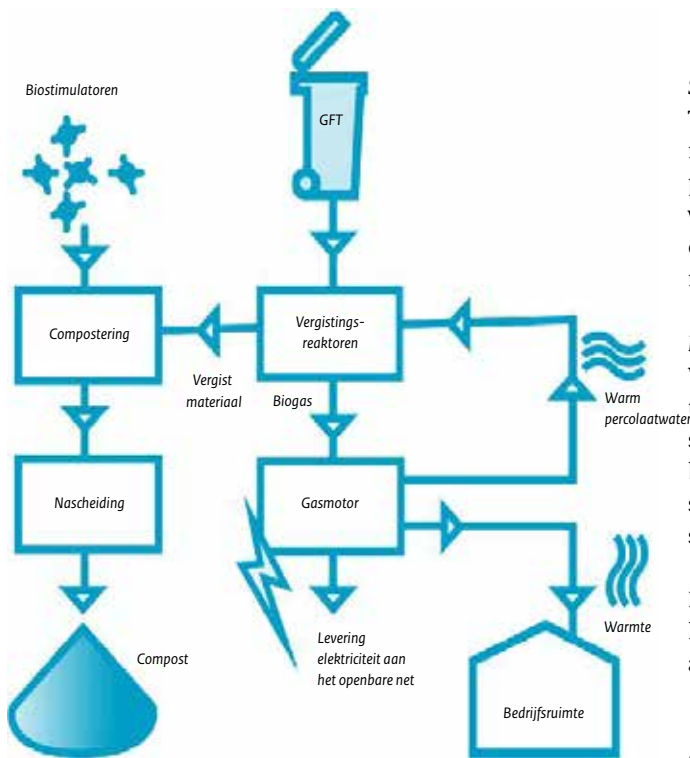 Biostimulatoren
GFT
Compostering
Vergistings-
reaktoren
Vergist
materiaal
Biogas
Warm
percolaatwater
Nascheiding
Gasmotor
Compost
Levering
elektriciteit aan
het openbare net
Warmte
Bedrijfsruimte